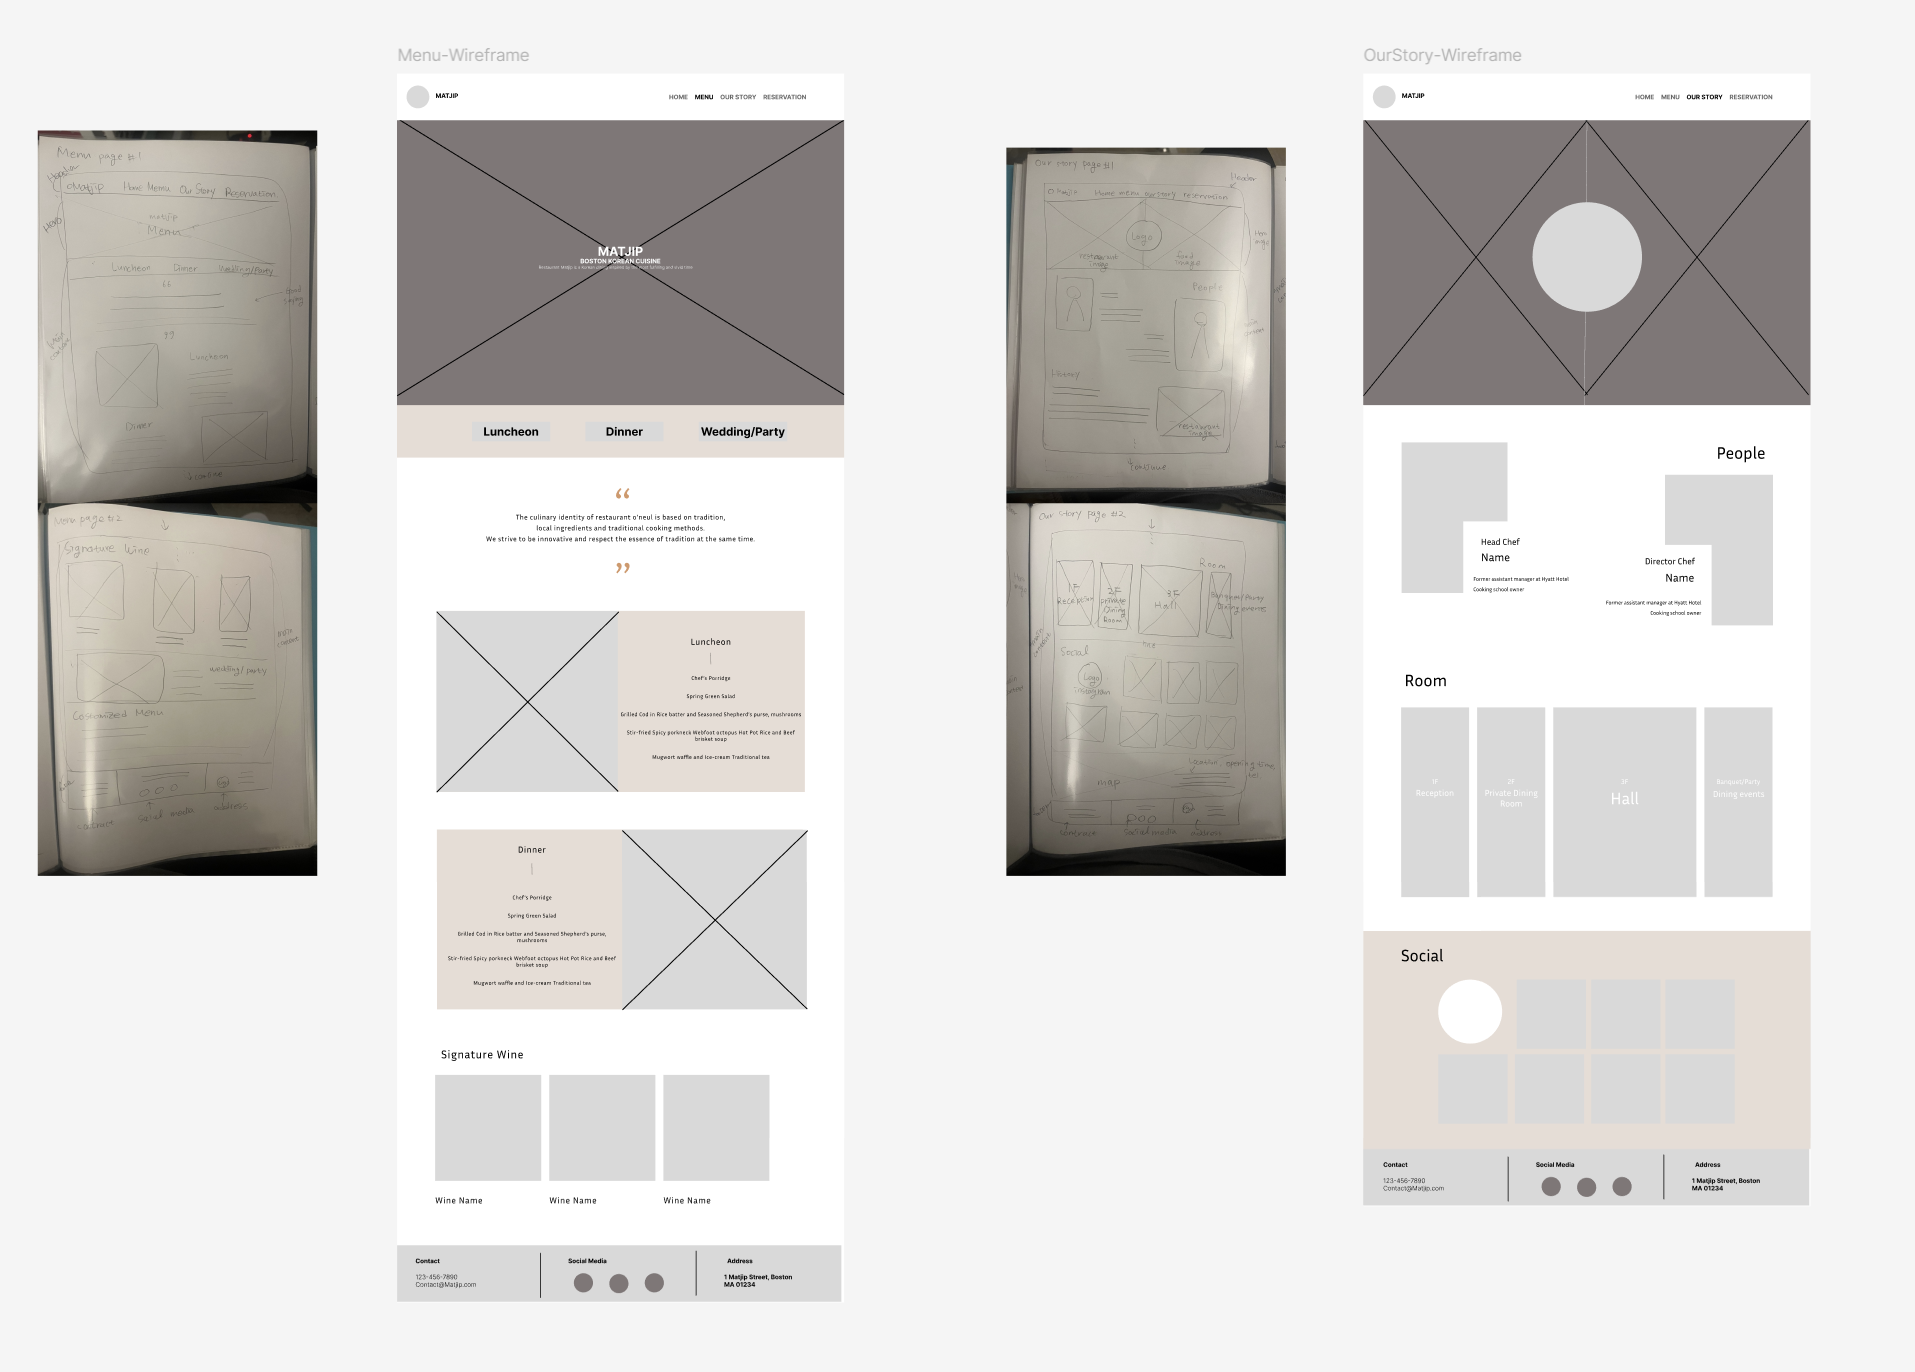 Menu-Wireframe
OurStory-Wireframe
Menu page #1
Header
Matjip Home Menu Our Story Reservation
Hero
matjip
Menu
Luncheon Dinner Wedding/Party
Luncheon
Dinner
Menu page #2
Signature Wine
wedding/party
Customized Menu
social media address
MATJIP
HOME MENU OUR STORY RESERVATION
MATJIP
BOSTON KOREAN CUISINE
Luncheon Dinner Wedding/Party
“
The culinary identity of restaurant o'neul is based on tradition,
local ingredients and traditional cooking methods.
We strive to be innovative and respect the essence of tradition at the same time.
”
Luncheon
Chef's Porridge
Spring Green Salad
Grilled Cod in Rice batter and Seasoned Shepherd's purse, mushrooms
Stir-fried Spicy porkneck Webfoot octopus Hot Pot Rice and Beef
brisket soup
Mugwort waffle and Ice-cream Traditional tea
Dinner
Chef's Porridge
Spring Green Salad
Grilled Cod in Rice batter and Seasoned Shepherd's purse,
mushrooms
Stir-fried Spicy porkneck Webfoot octopus Hot Pot Rice and Beef
brisket soup
Mugwort waffle and Ice-cream Traditional tea
Signature Wine
Wine Name Wine Name Wine Name
Contact
123-456-7890
Contact@Matjip.com
Social Media
Address
1 Matjip Street, Boston
MA 01234
Our story page #1
Header
Matjip Home menu our story reservation
Logo
restaurant
image
food
image
People
History
restaurant
image
continue
Our story page #2
Room
1F
Reception
2F
private
Dining
Room
3F
Hall
Banquet/Party
Dining events
Social
Logo
instagram
map
Location, opening time,
tel
social media address
MATJIP
HOME MENU OUR STORY RESERVATION
People
Head Chef
Name
Former assistant manager at Hyatt Hotel
Cooking school owner
Director Chef
Name
Former assistant manager at Hyatt Hotel
Cooking school owner
Room
1F
Reception
2F
Private Dining
Room
3F
Hall
Banquet/Party
Dining events
Social
Contact
123-456-7890
Contact@Matjip.com
Social Media
Address
1 Matjip Street, Boston
MA 01234